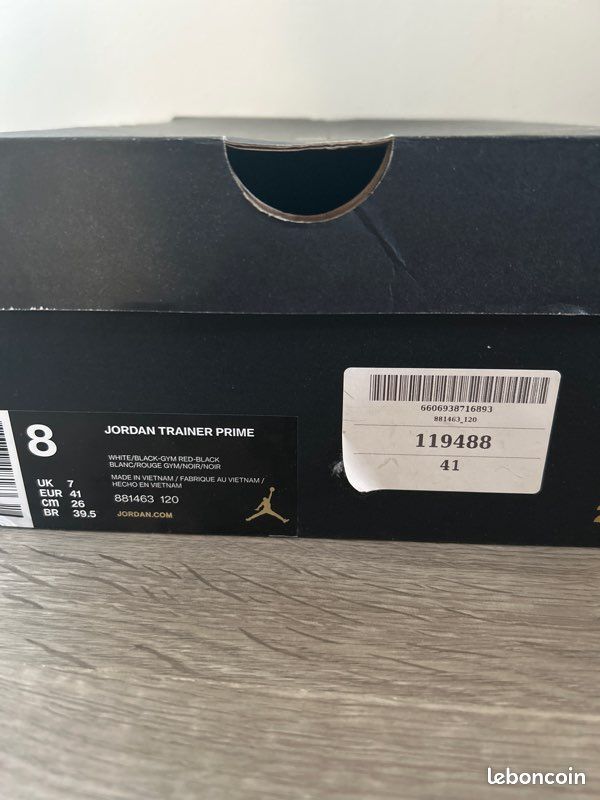 6606938716893
881463_120
119488
41
8
JORDAN TRAINER PRIME
WHITE/BLACK-GYM RED-BLACK
BLANC/ROUGE GYM/NOIR/NOIR
MADE IN VIETNAM / FABRIQUE AU VIETNAM /
HECHO EN VIETNAM
881463 120
JORDAN.COM
UK 7
EUR 41
cm 26
BR 39.5
leboncoin